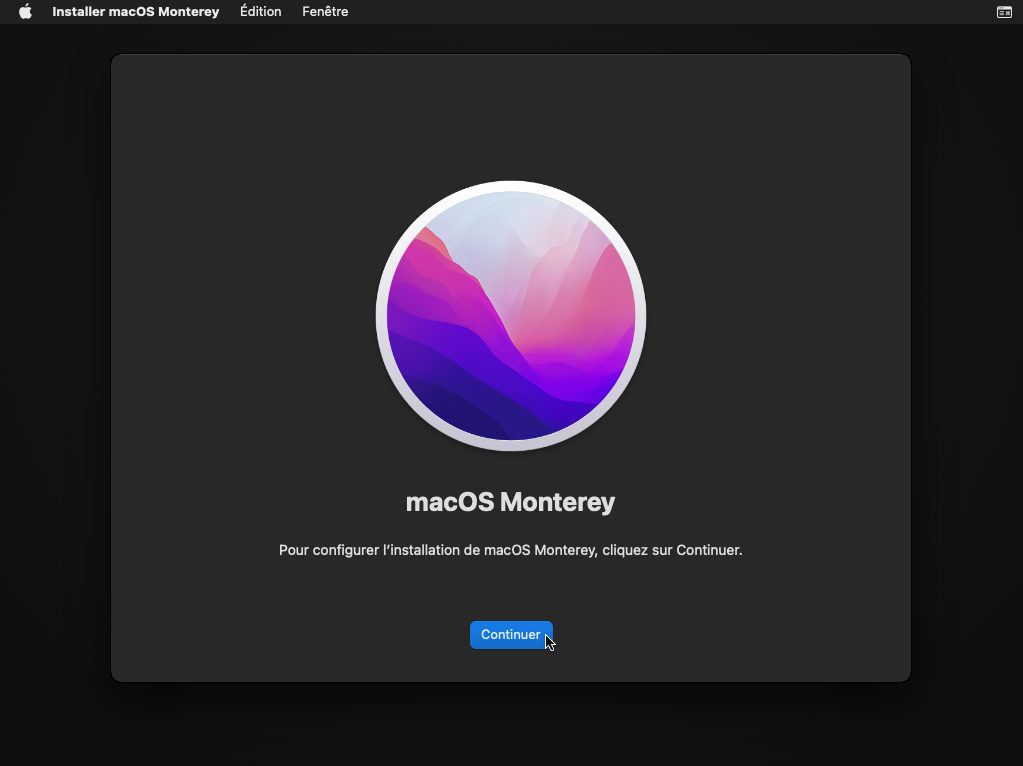 Installer macOS Monterey Édition Fenêtre
macOS Monterey
Pour configurer l’installation de macOS Monterey, cliquez sur Continuer.
Continuer